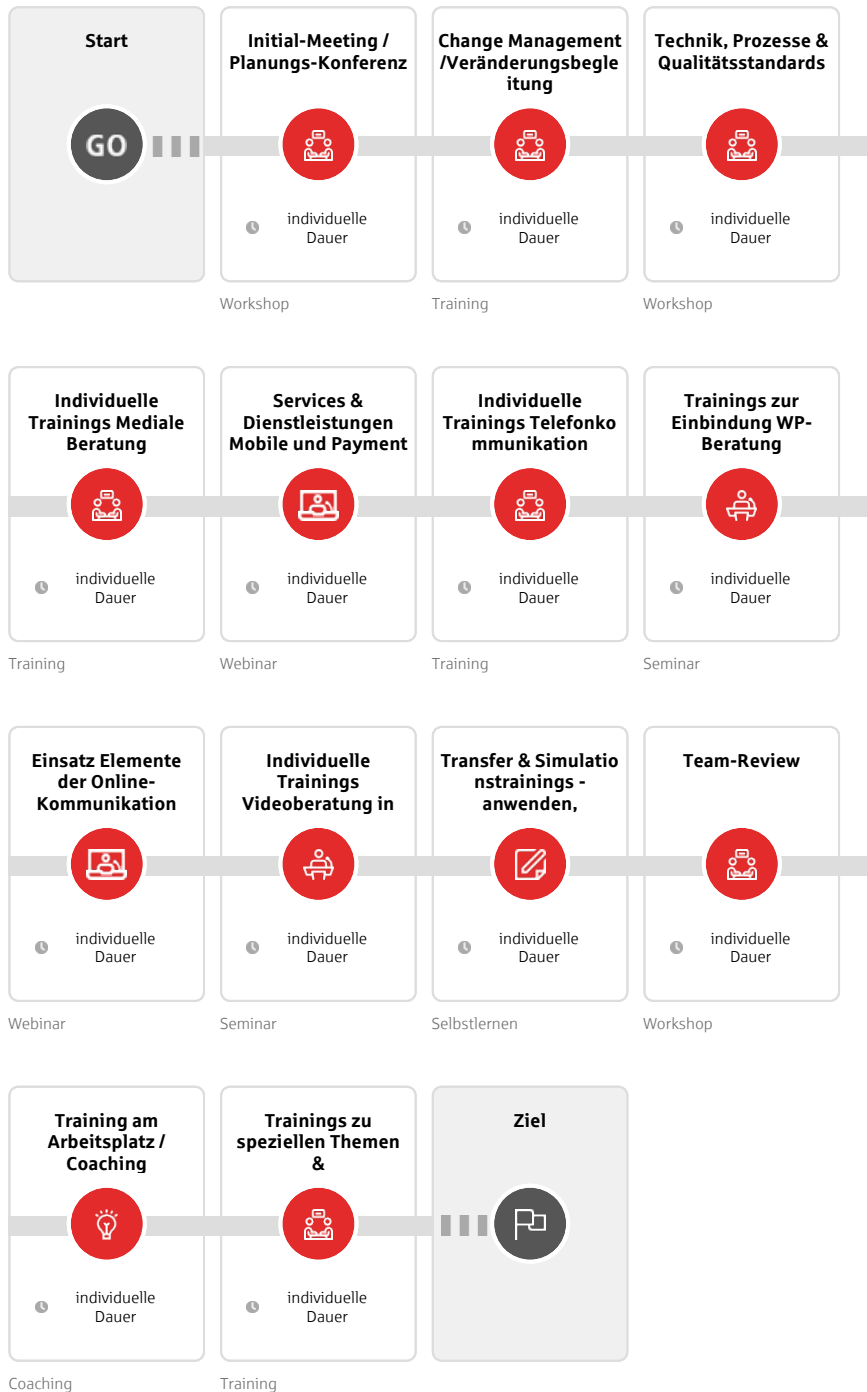 Start
Initial-Meeting /
Planungs-Konferenz
Change Management
/Veränderungsbegle
itung
Technik, Prozesse &
Qualitätsstandards
GO
individuelle
Dauer
individuelle
Dauer
individuelle
Dauer
Workshop
Training
Workshop
Individuelle
Trainings Mediale
Beratung
Services &
Dienstleistungen
Mobile und Payment
Individuelle
Trainings Telefonko
mmunikation
Trainings zur
Einbindung WP-
Beratung
individuelle
Dauer
individuelle
Dauer
individuelle
Dauer
individuelle
Dauer
Training
Webinar
Training
Seminar
Einsatz Elemente
der Online-
Kommunikation
Individuelle
Trainings
Videoberatung in
Transfer & Simulatio
nstrainings -
anwenden,
Team-Review
individuelle
Dauer
individuelle
Dauer
individuelle
Dauer
individuelle
Dauer
Webinar
Seminar
Selbstlernen
Workshop
Training am
Arbeitsplatz /
Coaching
Trainings zu
speziellen Themen
&
Ziel
individuelle
Dauer
individuelle
Dauer
Coaching
Training